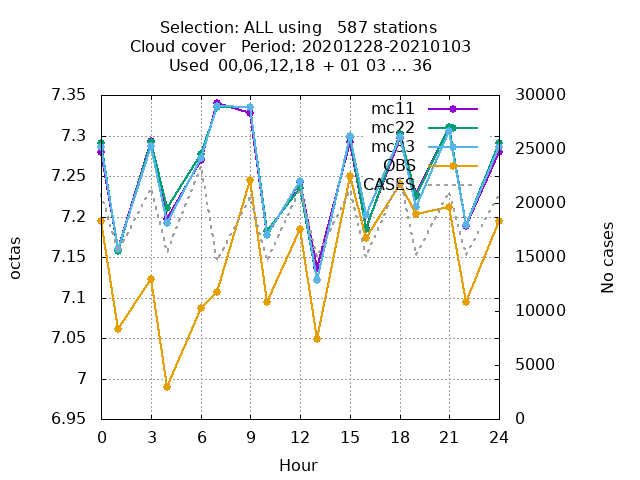 Selection: ALL using   587 stations
Cloud cover   Period: 20201228-20210103
Used  00,06,12,18 + 01 03 ... 36
7.35
7.3
7.25
7.2
7.15
7.1
7.05
7
6.95
octas
mc11
mc22
mc33
OBS
CASES
30000
25000
20000
15000
10000
5000
0
No cases
0 3 6 9 12 15 18 21 24
Hour